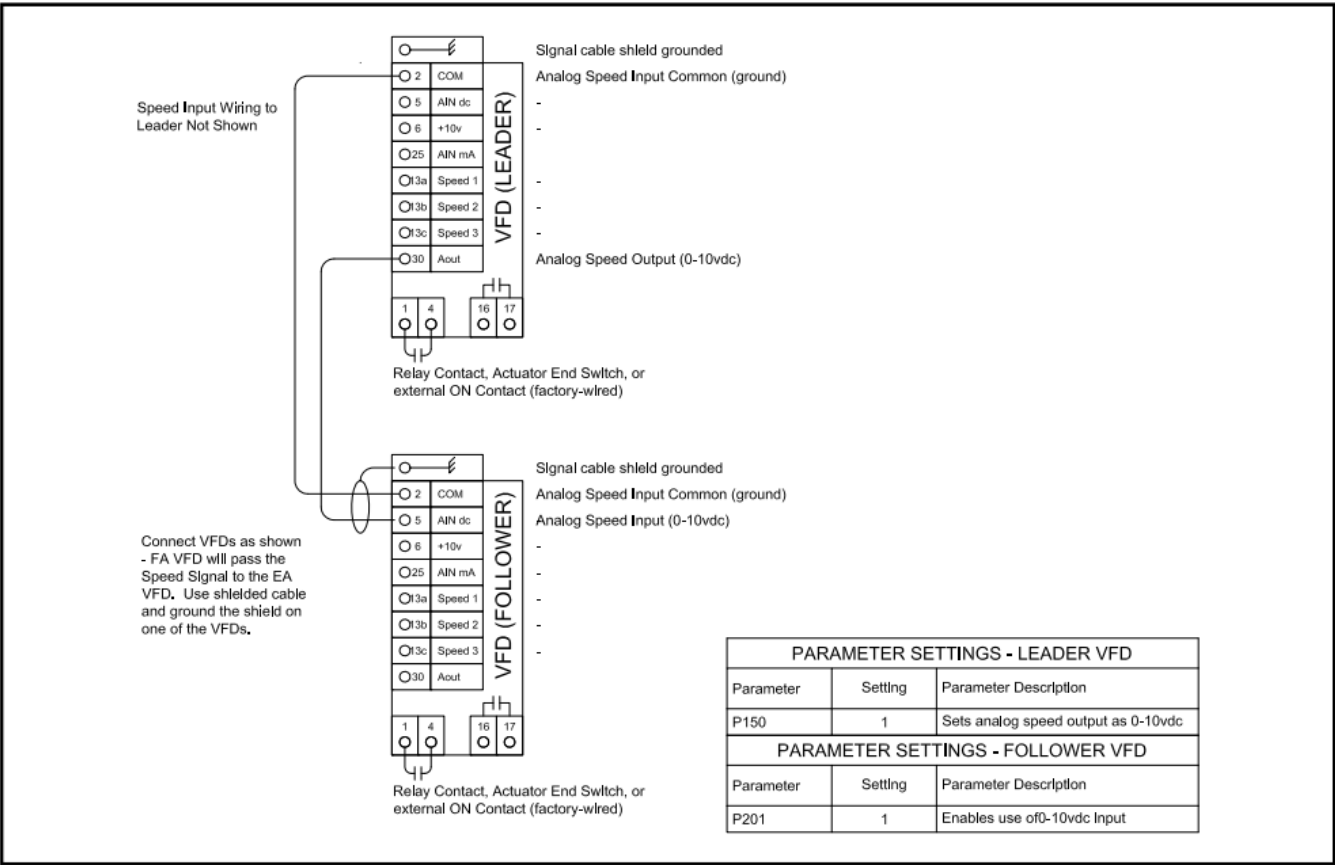 Signal cable shield grounded
2 COM Analog Speed Input Common (ground)
Speed Input Wiring to
Leader Not Shown
5 AIN dc -
6 +10v -
25 AIN mA
13a Speed 1 -
13b Speed 2 -
13c Speed 3 -
30 Aout Analog Speed Output (0-10vdc)
VFD (LEADER)
1 4 16 17
Relay Contact, Actuator End Switch, or
external ON Contact (factory-wired)
Signal cable shield grounded
2 COM Analog Speed Input Common (ground)
5 AIN dc Analog Speed Input (0-10vdc)
6 +10v -
25 AIN mA -
13a Speed 1 -
13b Speed 2 -
13c Speed 3 -
30 Aout
VFD (FOLLOWER)
1 4 16 17
Relay Contact, Actuator End Switch, or
external ON Contact (factory-wired)
Connect VFDs as shown
- FA VFD will pass the
Speed Signal to the EA
VFD. Use shielded cable
and ground the shield on
one of the VFDs.
PARAMETER SETTINGS - LEADER VFD
Parameter Setting Parameter Description
P150 1 Sets analog speed output as 0-10vdc
PARAMETER SETTINGS - FOLLOWER VFD
Parameter Setting Parameter Description
P201 1 Enables use of0-10vdc Input